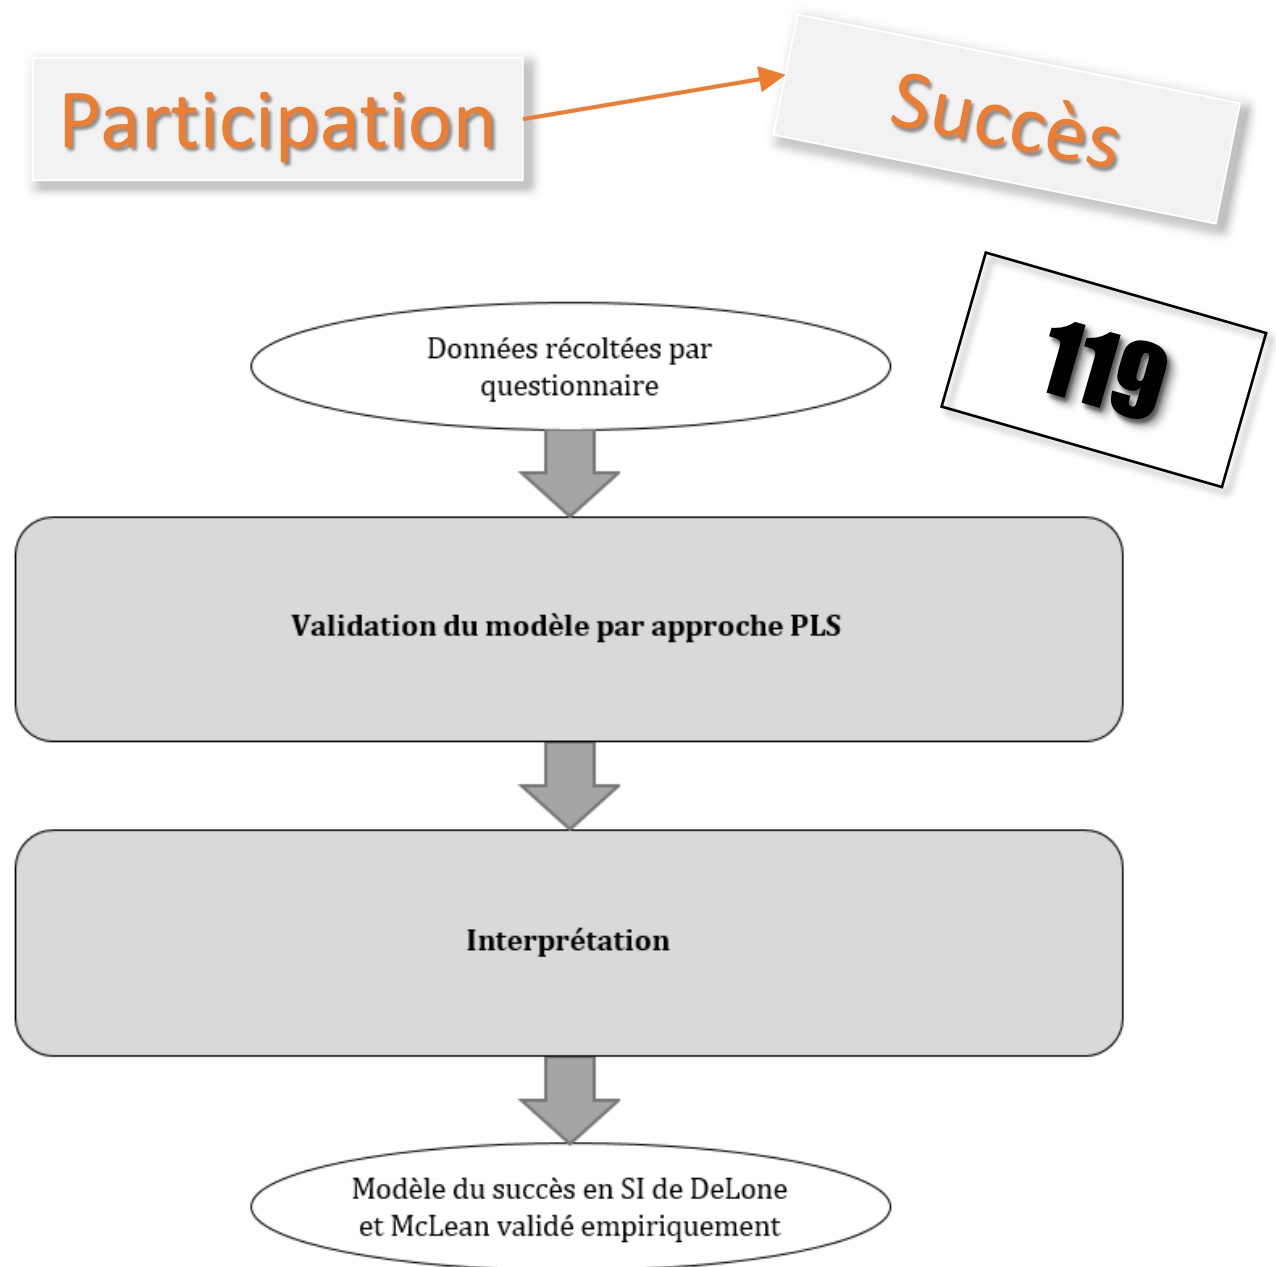 Participation
Succès
119
Données récoltées par
questionnaire
Validation du modèle par approche PLS
Interprétation
Modèle du succès en SI de DeLone
et McLean validé empiriquement